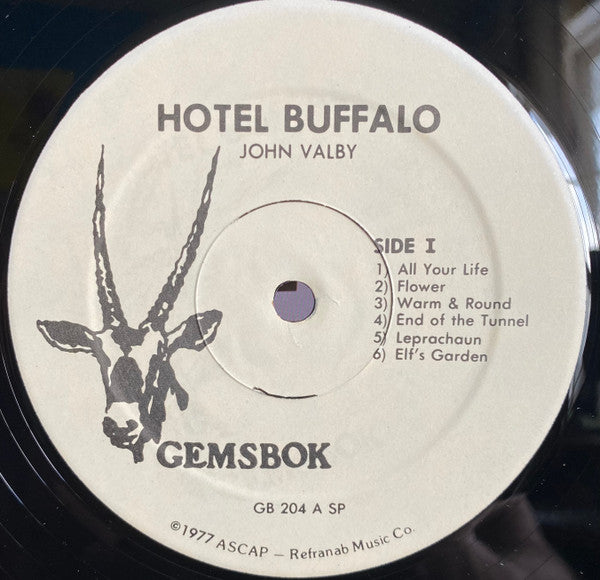 HOTEL BUFFALO
JOHN VALBY
SIDE I
1) All Your Life
2) Flower
3) Warm & Round
4) End of the Tunnel
5) Leprachaun
6) Elf's Garden
GEMSBOK
GB 204 A SP
©1977 ASCAP – Refranab Music Co.